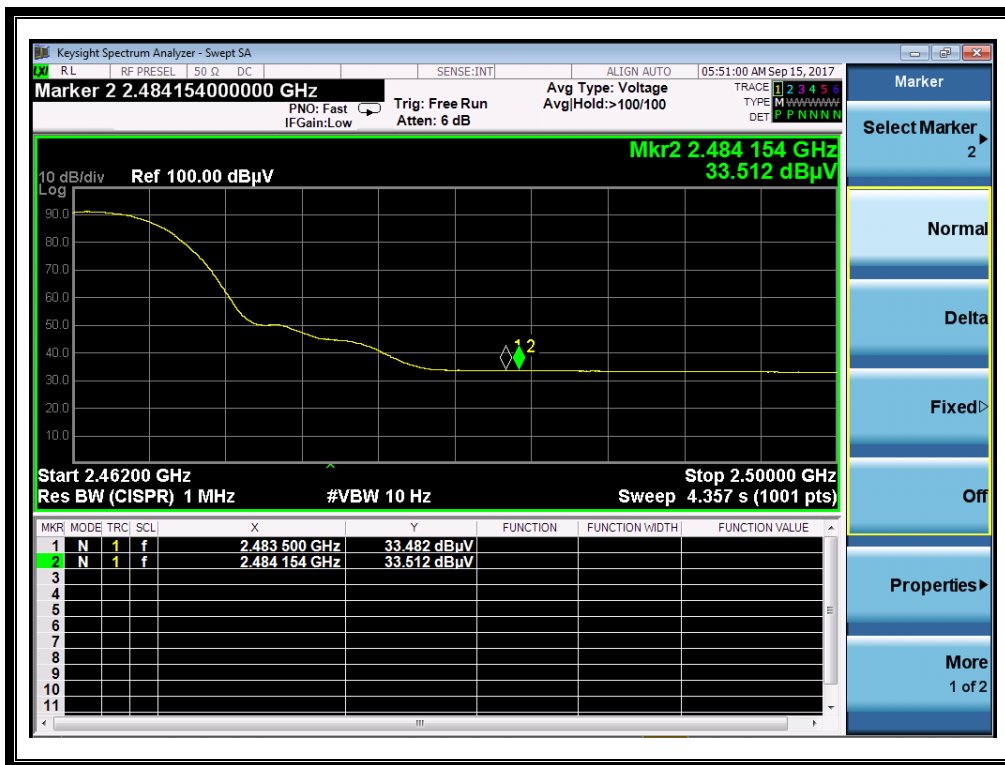 Keysight Spectrum Analyzer - Swept SA
LXI RL RF PRESEL 50 Ω DC SENSE:INT ALIGN AUTO 05:51:00 AM Sep 15, 2017
Marker 2 2.484154000000 GHz
PNO: Fast
IFGain:Low
Trig: Free Run
Atten: 6 dB
Avg Type: Voltage
Avg|Hold:>100/100
TRACE 1 2 3 4 5 6
TYPE M WWWWW
DET P P N N N N
Mkr2 2.484 154 GHz
33.512 dBµV
10 dB/div Ref 100.00 dBµV
Log
90.0
80.0
70.0
60.0
50.0
40.0
30.0
20.0
10.0
1 2
Start 2.46200 GHz Stop 2.50000 GHz
Res BW (CISPR) 1 MHz #VBW 10 Hz Sweep 4.357 s (1001 pts)
MKR MODE TRC SCL X Y FUNCTION FUNCTION WIDTH FUNCTION VALUE
1 N 1 f 2.483 500 GHz 33.482 dBµV
2 N 1 f 2.484 154 GHz 33.512 dBµV
3
4
5
6
7
8
9
10
11
Marker
Select Marker
2
Normal
Delta
Fixed
Off
Properties
More
1 of 2